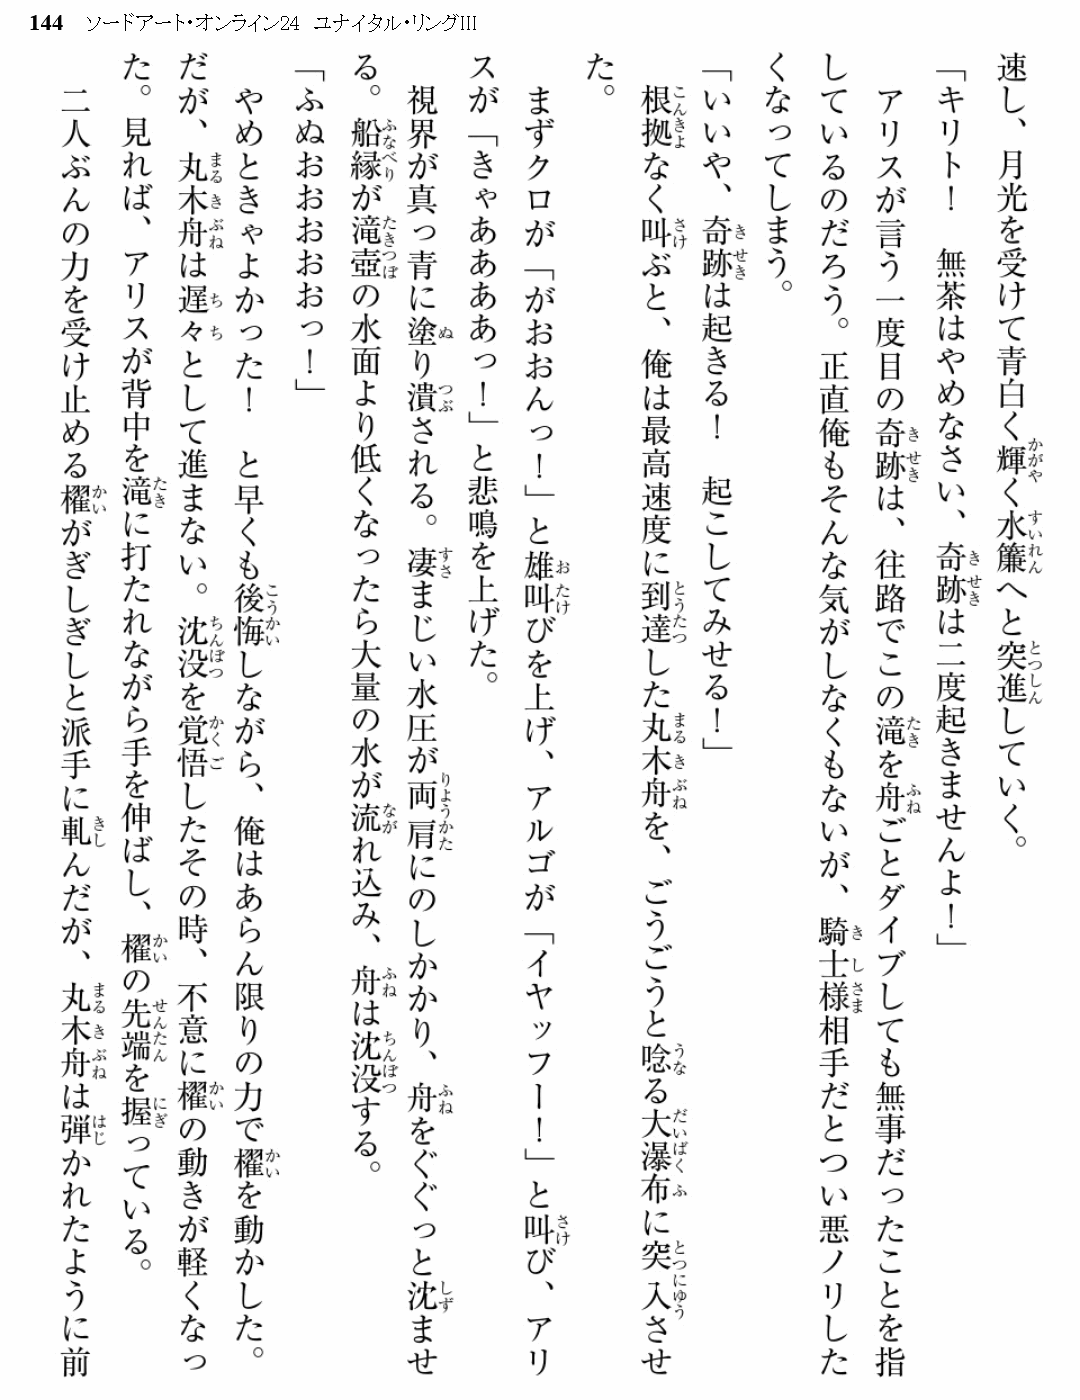 144 ソードアート・オンライン24 ユナイタル・リングIII
速し、月光を受けて青白く輝く水簾へと突進していく。
「キリト！　無茶はやめなさい、奇跡は二度起きませんよ！」
　アリスが言う一度目の奇跡は、往路でこの滝を舟ごとダイブしても無事だったことを指
しているのだろう。正直俺もそんな気がしなくもないが、騎士様相手だとつい悪ノリした
くなってしまう。
「いいや、奇跡は起きる！　起こしてみせる！」
　根拠なく叫ぶと、俺は最高速度に到達した丸木舟を、ごうごうと唸る大瀑布に突入させ
た。
　まずクロが「がおおんっ！」と雄叫びを上げ、アルゴが「イヤッフー！」と叫び、アリ
スが「きゃあああぁっ！」と悲鳴を上げた。
　視界が真っ青に塗り潰される。凄まじい水圧が両肩にのしかかり、舟をぐぐっと沈ませ
る。船縁が滝壺の水面より低くなったら大量の水が流れ込み、舟は沈没する。
「ふぬおおおおおっ！」
　やめときゃよかった！　と早くも後悔しながら、俺はあらん限りの力で櫂を動かした。
だが、丸木舟は遅々として進まない。沈没を覚悟したその時、不意に櫂の動きが軽くなっ
た。見れば、アリスが背中を滝に打たれながら手を伸ばし、櫂の先端を握っている。
　二人ぶんの力を受け止める櫂がぎしぎしと派手に軋んだが、丸木舟は弾かれたように前